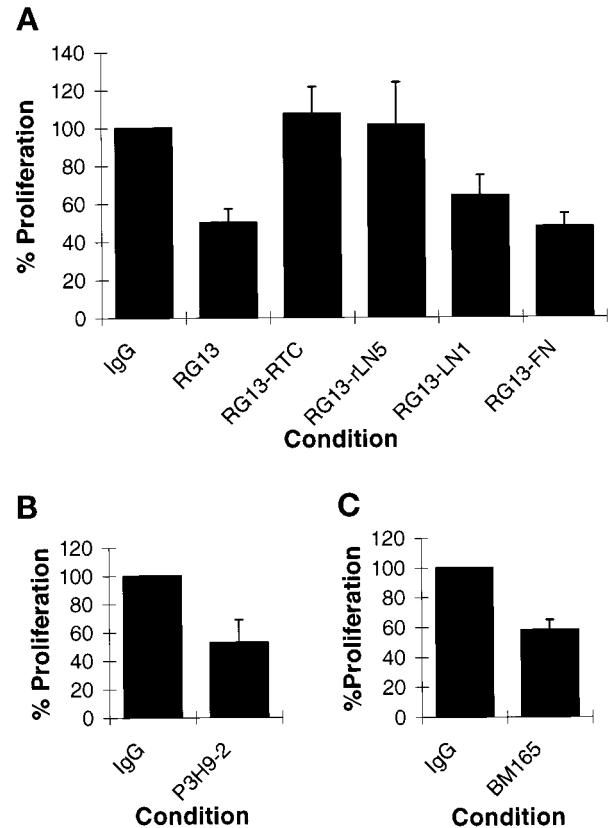 A
% Proliferation
140
120
100
80
60
40
20
0
IgG
RG13
RG13-RTC
RG13-rLN5
RG13-LN1
RG13-FN
Condition
B
% Proliferation
120
100
80
60
40
20
0
IgG
P3H9-2
Condition
C
%Proliferation
120
100
80
60
40
20
0
IgG
BM165
Condition